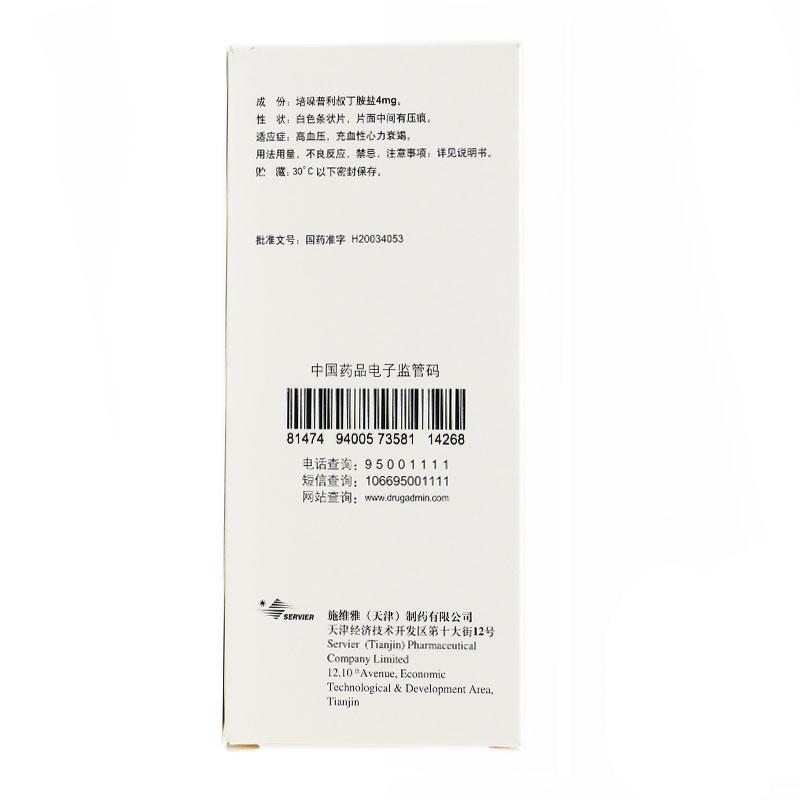 成 份：培哚普利叔丁胺盐4mg。
性 状：白色条状片，片面中间有压痕。
适应症：高血压，充血性心力衰竭。
用法用量，不良反应，禁忌，注意事项：详见说明书。
贮 藏：30°C 以下密封保存。
批准文号：国药准字 H20034053
中国药品电子监管码
81474 94005 73581 14268
电话查询：95001111
短信查询：106695001111
网站查询：www.drugadmin.com
SERVIER
施维雅（天津）制药有限公司
天津经济技术开发区第十大街12号
Servier (Tianjin) Pharmaceutical
Company Limited
12,10 th Avenue, Economic
Technological & Development Area,
Tianjin